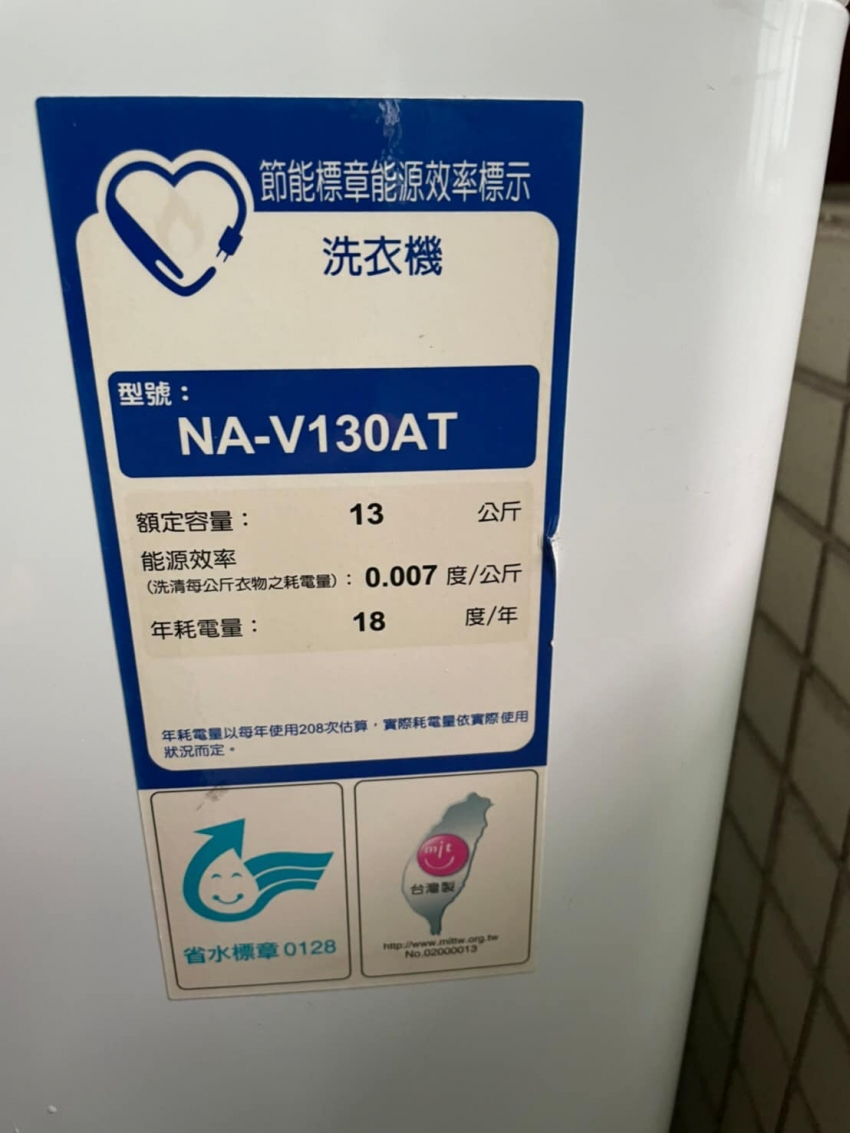 節能標章能源效率標示
洗衣機
型號：
NA-V130AT
額定容量： 13 公斤
能源效率
(洗清每公斤衣物之耗電量)： 0.007 度/公斤
年耗電量： 18 度/年
年耗電量以每年使用208次估算，實際耗電量依實際使用
狀況而定。
省水標章 0128
mit
台灣製
http://www.mittw.org.tw
No.02000013